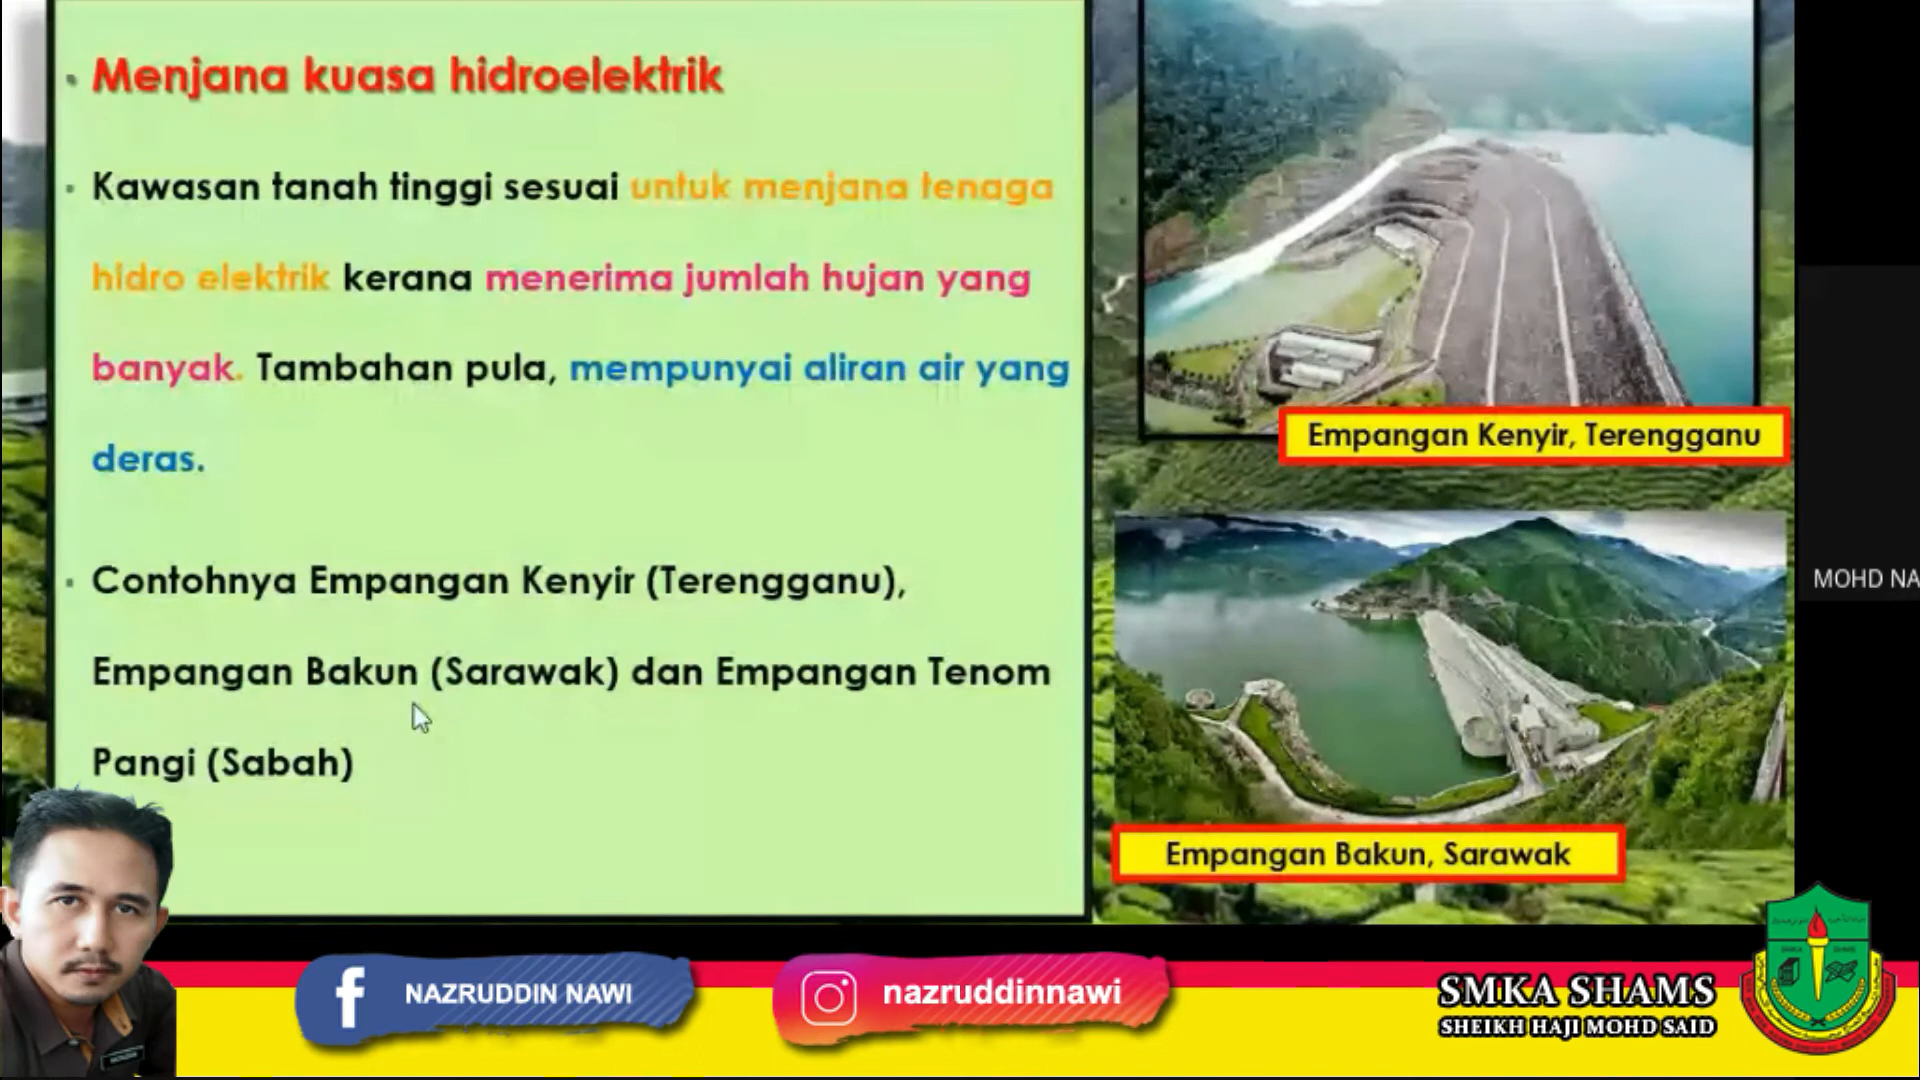 Menjana kuasa hidroelektrik
Kawasan tanah tinggi sesuai untuk menjana tenaga
hidro elektrik kerana menerima jumlah hujan yang
banyak. Tambahan pula, mempunyai aliran air yang
deras.
Contohnya Empangan Kenyir (Terengganu),
Empangan Bakun (Sarawak) dan Empangan Tenom
Pangi (Sabah)
Empangan Kenyir, Terengganu
Empangan Bakun, Sarawak
MOHD NA
NAZRUDDIN NAWI
nazruddinnawi
SMKA SHAMS
SHEIKH HAJI MOHD SAID